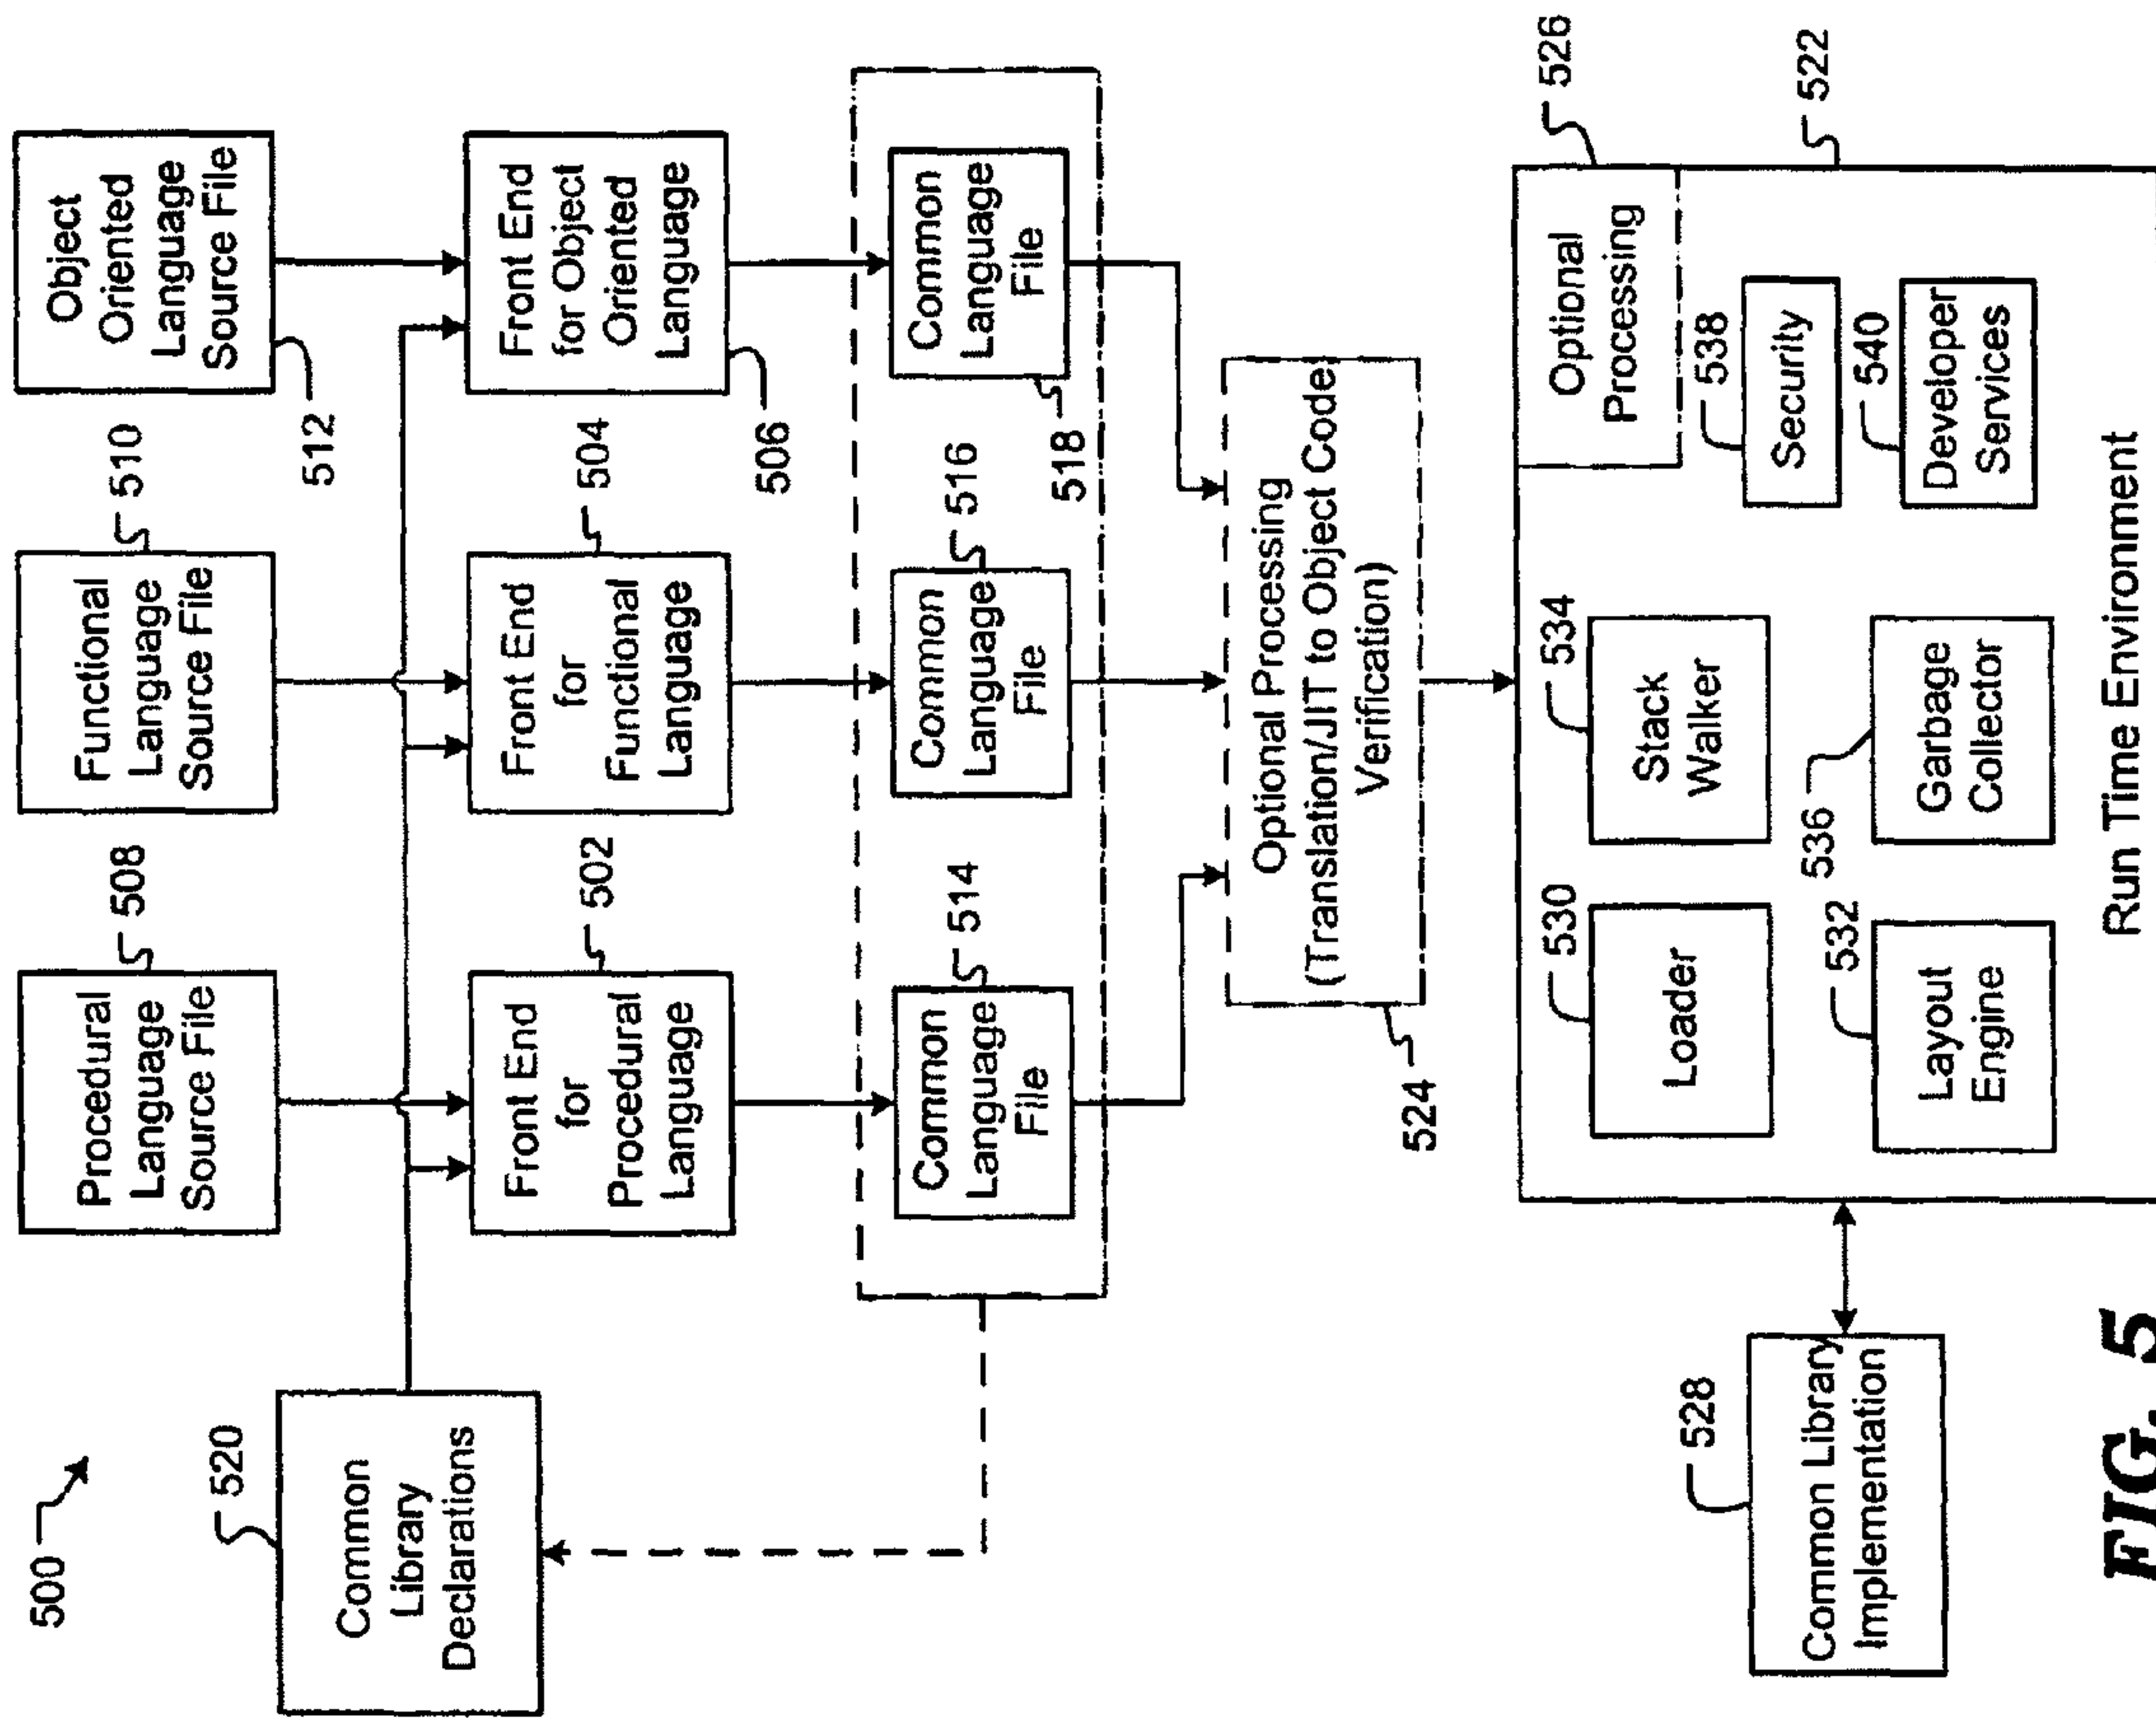 500
520
Common
Library
Declarations
Procedural
Language
Source File
508
Functional
Language
Source File
510
Object
Oriented
Language
Source File
512
Front End
for
Procedural
Language
502
Front End
for
Functional
Language
504
Front End
for Object
Oriented
Language
506
Common
Language
File
514
Common
Language
File
516
Common
Language
File
518
Optional Processing
(Translation/JIT to Object Code
Verification)
524
Optional
Processing
526
522
530
Loader
534
Stack
Walker
538
Security
532
Layout
Engine
536
Garbage
Collector
540
Developer
Services
Run Time Environment
528
Common Library
Implementation
FIG. 5